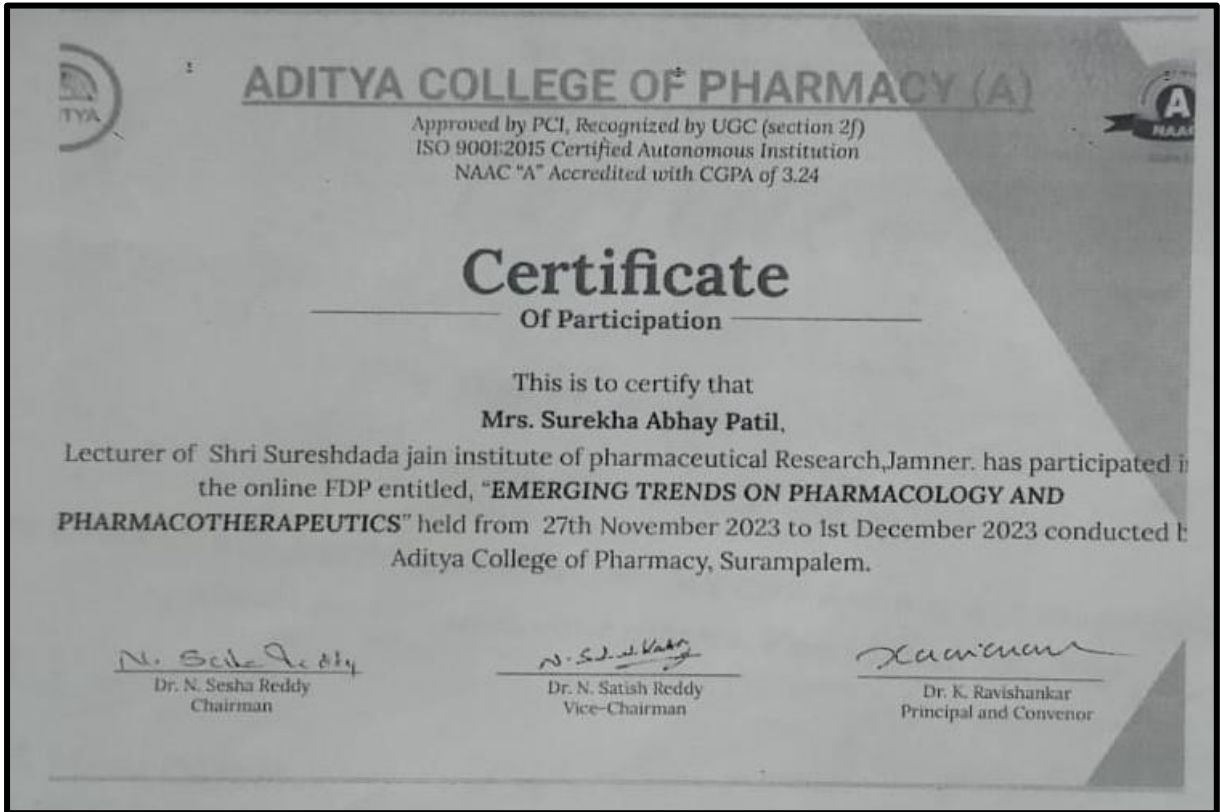 TYA
ADITYA COLLEGE OF PHARMACY (A)
A
NAAC
Approved by PCI, Recognized by UGC (section 2f)
ISO 9001:2015 Certified Autonomous Institution
NAAC "A" Accredited with CGPA of 3.24
Certificate
Of Participation
This is to certify that
Mrs. Surekha Abhay Patil,
Lecturer of Shri Sureshdada jain institute of pharmaceutical Research,Jamner. has participated i
the online FDP entitled, "EMERGING TRENDS ON PHARMACOLOGY AND
PHARMACOTHERAPEUTICS" held from 27th November 2023 to 1st December 2023 conducted
Aditya College of Pharmacy, Surampalem.
Dr. N. Sesha Reddy
Chairman
Dr. N. Satish Reddy
Vice-Chairman
Dr. K. Ravishankar
Principal and Convenor